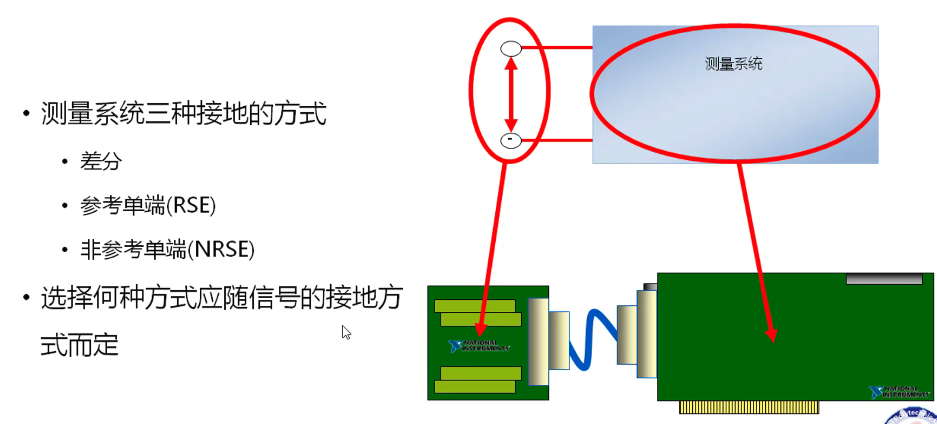 测量系统三种接地的方式
差分
参考单端(RSE)
非参考单端(NRSE)
选择何种方式应随信号的接地方
式而定
测量系统
-
NATIONAL
INSTRUMENTS
NATIONAL
INSTRUMENTS